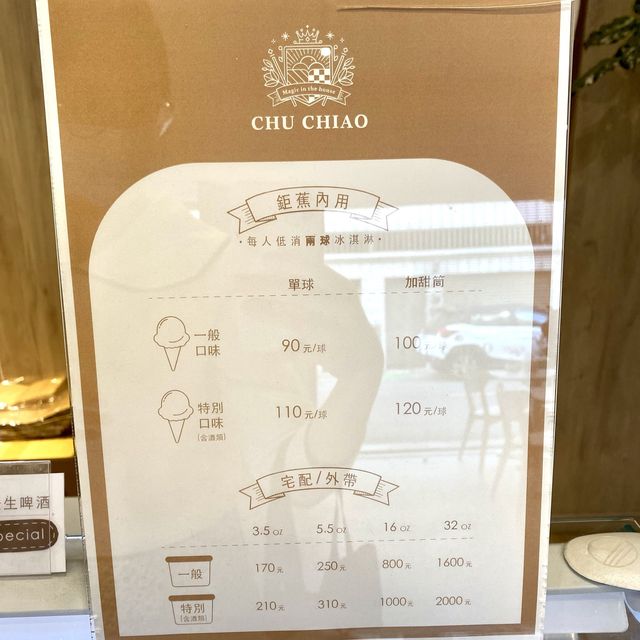 Magic in the house
CHU CHIAO
鉅蕉內用
·每人低消兩球冰淇淋·
單球 加甜筒
一般口味 90元/球 100
特別口味(含酒類) 110元/球 120元/球
宅配/外帶
3.5 OZ 5.5 OZ 16 OZ 32 OZ
一般 170元 250元 800元 1600元
特別(含酒類) 210元 310元 1000元 2000元
生啤酒
pecial